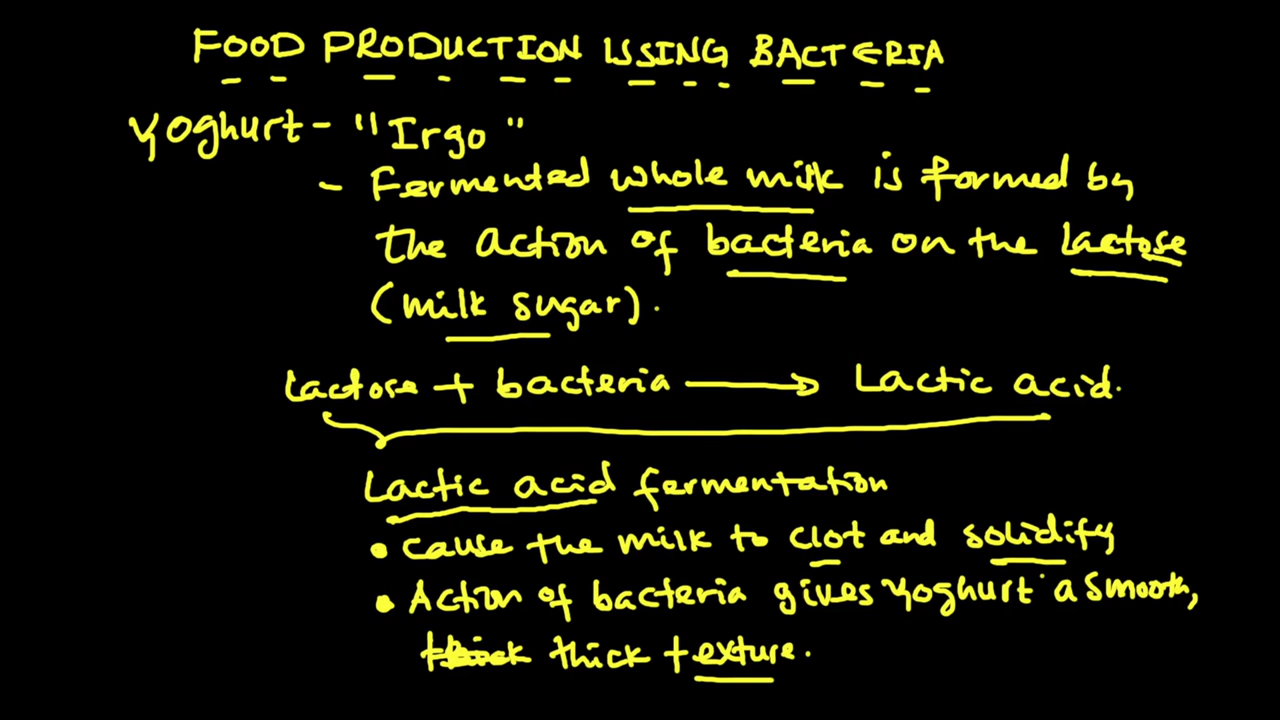 FOOD PRODUCTION USING BACTERIA
Yoghurt - "Irgo"
- Fermented whole milk is formed by
the action of bacteria on the lactose
(milk sugar).
Lactose + bacteria → Lactic acid.
Lactic acid fermentation
• cause the milk to clot and solidify
• Action of bacteria gives yoghurt a smooth,
thick thick texture.